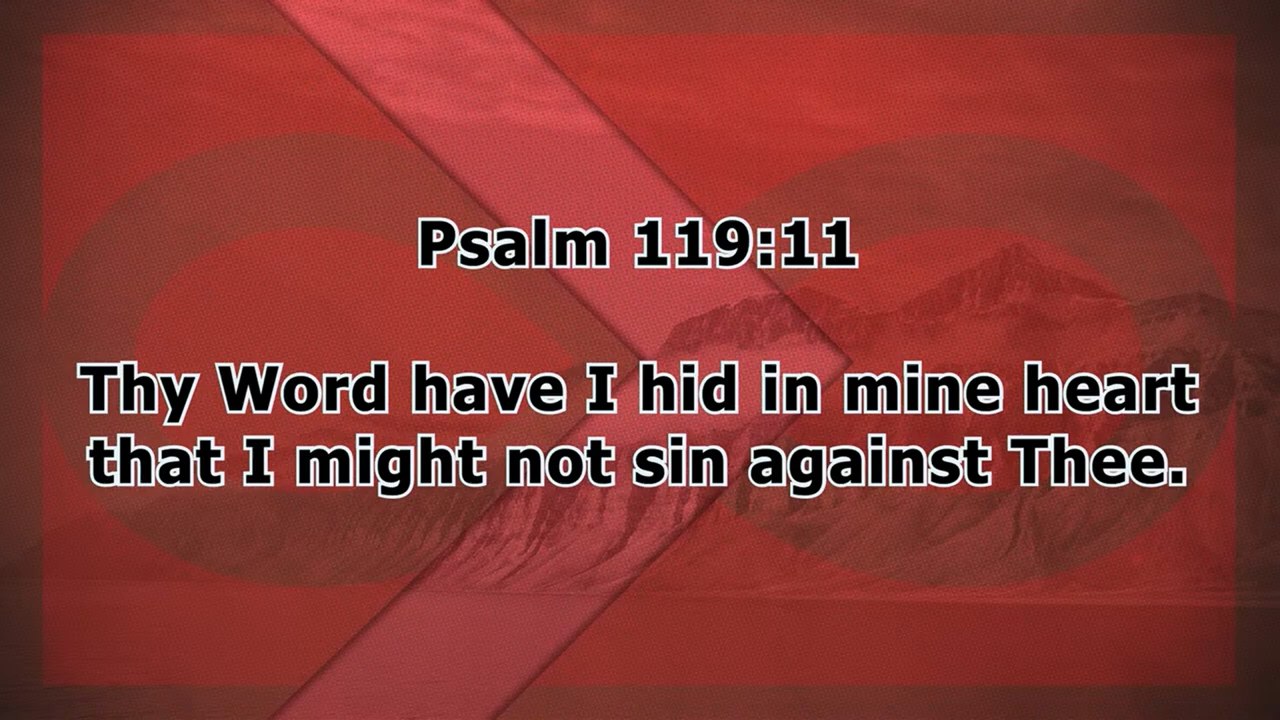 Psalm 119:11
Thy Word have I hid in mine heart
that I might not sin against Thee.